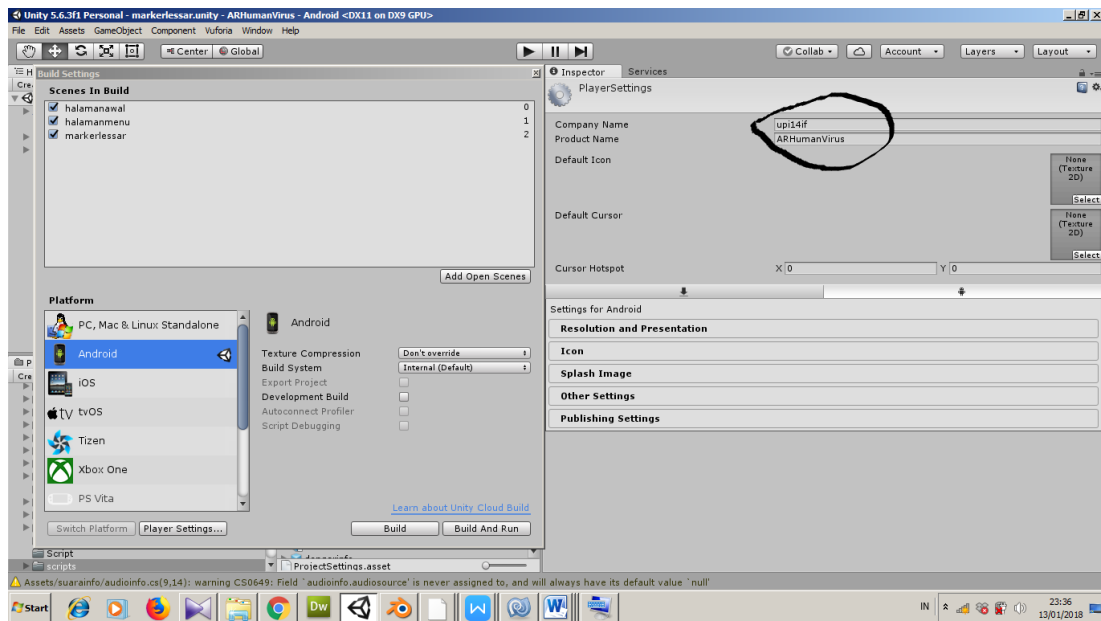 Unity 5.6.3f1 Personal - markerlessar.unity - ARHumanVirus - Android <DX11 on DX9 GPU>
File Edit Assets GameObject Component Vuforia Window Help
Center Global Collab Account Layers Layout
Build Settings
Scenes In Build
halamanawal 0
halamanmenu 1
markerlessar 2
Add Open Scenes
Platform
PC, Mac & Linux Standalone
Android
iOS
tvOS
Tizen
Xbox One
PS Vita
Switch Platform Player Settings...
Android
Texture Compression Don't override
Build System Internal (Default)
Export Project
Development Build
Autoconnect Profiler
Script Debugging
Learn about Unity Cloud Build
Build Build And Run
Inspector Services
PlayerSettings
Company Name upi14if
Product Name ARHumanVirus
Default Icon
None
(Texture
2D)
Select
Default Cursor
None
(Texture
2D)
Select
Cursor Hotspot X 0 Y 0
Settings for Android
Resolution and Presentation
Icon
Splash Image
Other Settings
Publishing Settings
Script
scripts
ProjectSettings.asset
Assets/suarainfo/audioinfo.cs(9,14): warning CS0649: Field `audioinfo.audiosource' is never assigned to, and will always have its default value `null'
Start
Dw
IN
23:36
13/01/2018